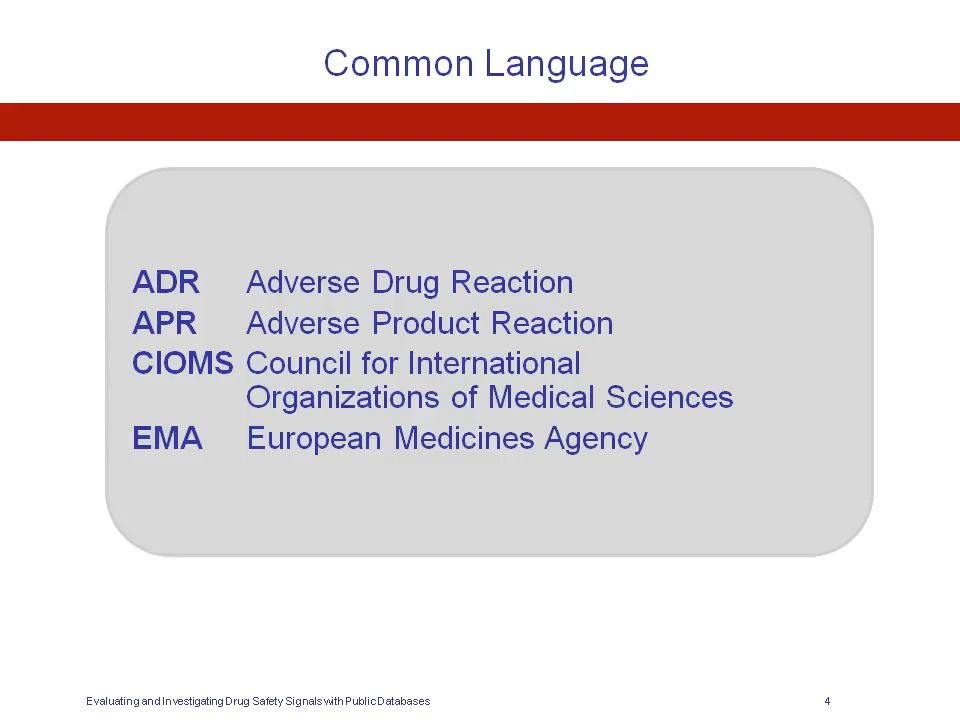 Common Language
ADR Adverse Drug Reaction
APR Adverse Product Reaction
CIOMS Council for International
Organizations of Medical Sciences
EMA European Medicines Agency
Evaluating and Investigating Drug Safety Signals with Public Databases 4